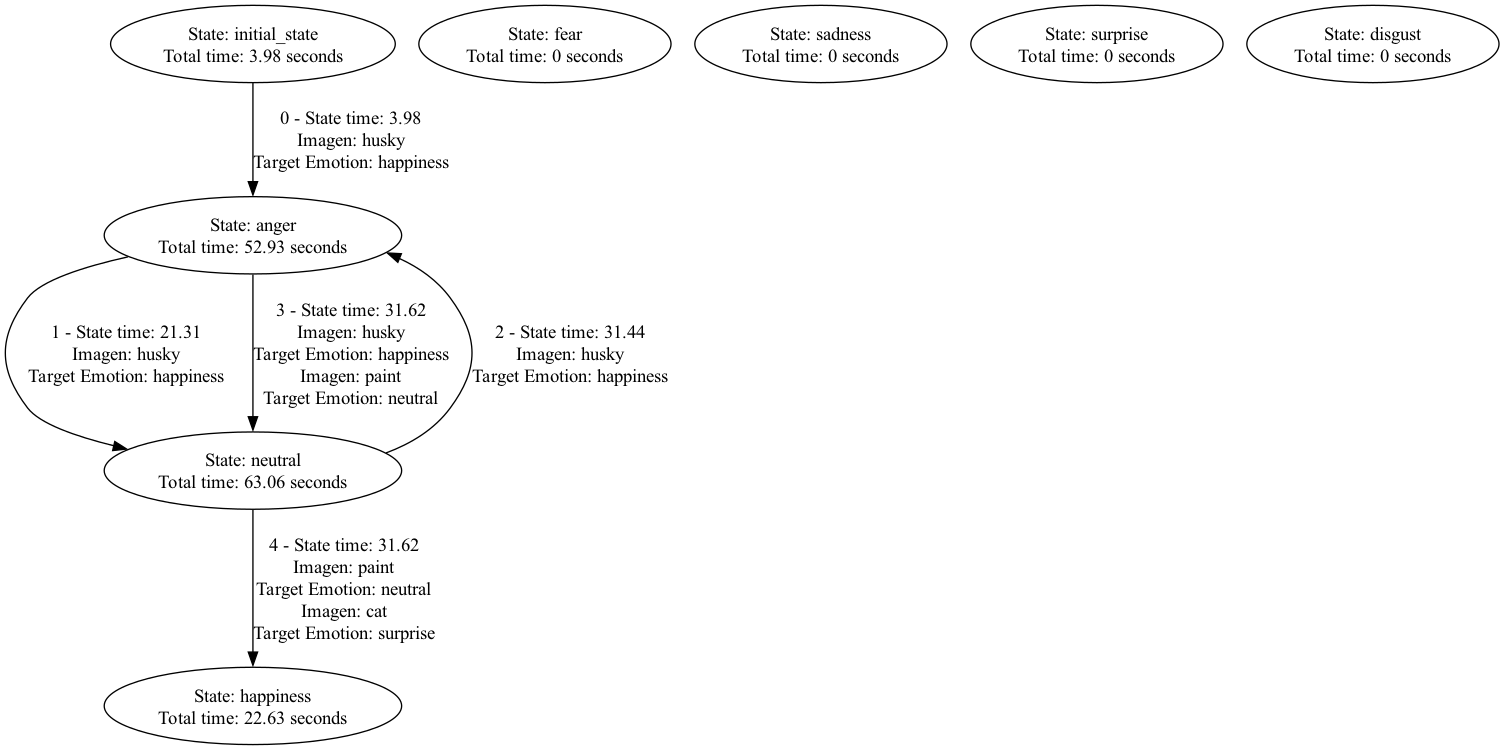 State: initial_state
Total time: 3.98 seconds
State: fear
Total time: 0 seconds
State: sadness
Total time: 0 seconds
State: surprise
Total time: 0 seconds
State: disgust
Total time: 0 seconds
0 - State time: 3.98
Imagen: husky
Target Emotion: happiness
State: anger
Total time: 52.93 seconds
1 - State time: 21.31
Imagen: husky
Target Emotion: happiness
3 - State time: 31.62
Imagen: husky
Target Emotion: happiness
Imagen: paint
Target Emotion: neutral
2 - State time: 31.44
Imagen: husky
Target Emotion: happiness
State: neutral
Total time: 63.06 seconds
4 - State time: 31.62
Imagen: paint
Target Emotion: neutral
Imagen: cat
Target Emotion: surprise
State: happiness
Total time: 22.63 seconds